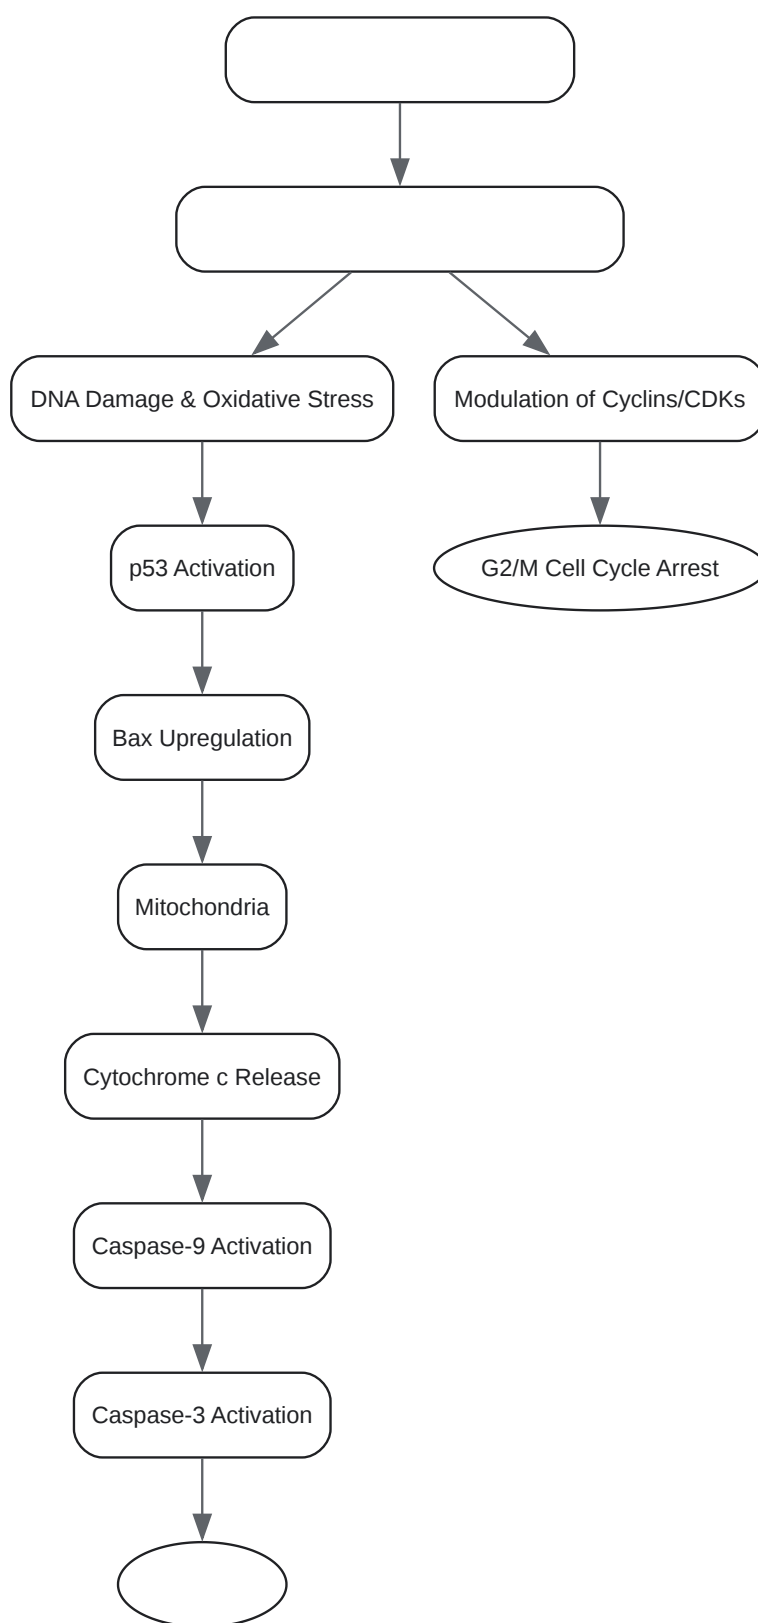 DNA Damage & Oxidative Stress
Modulation of Cyclins/CDKs
p53 Activation
G2/M Cell Cycle Arrest
Bax Upregulation
Mitochondria
Cytochrome c Release
Caspase-9 Activation
Caspase-3 Activation